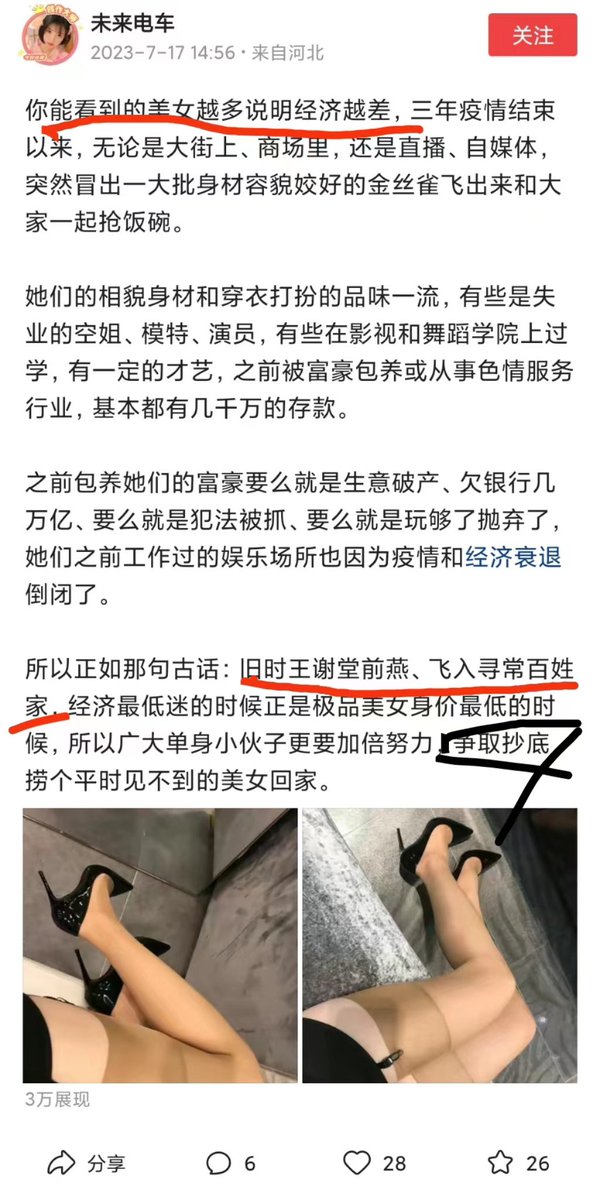 未来电车
2023-7-17 14:56·来自河北
关注
你能看到的美女越多说明经济越差，三年疫情结束
以来，无论是大街上、商场里，还是直播、自媒体，
突然冒出一大批身材容貌姣好的金丝雀飞出来和大
家一起抢饭碗。
她们的相貌身材和穿衣打扮的品味一流，有些是失
业的空姐、模特、演员，有些在影视和舞蹈学院上过
学，有一定的才艺，之前被富豪包养或从事色情服务
行业，基本都有几千万的存款。
之前包养她们的富豪要么就是生意破产、欠银行几
万亿、要么就是犯法被抓、要么就是玩够了抛弃了，
她们之前工作过的娱乐场所也因为疫情和经济衰退
倒闭了。
所以正如那句古话：旧时王谢堂前燕、飞入寻常百姓
家，经济最低迷的时候正是极品美女身价最低的时
候，所以广大单身小伙子更要加倍努力，争取抄底
捞个平时见不到的美女回家。
3万展现
分享
6
28
26